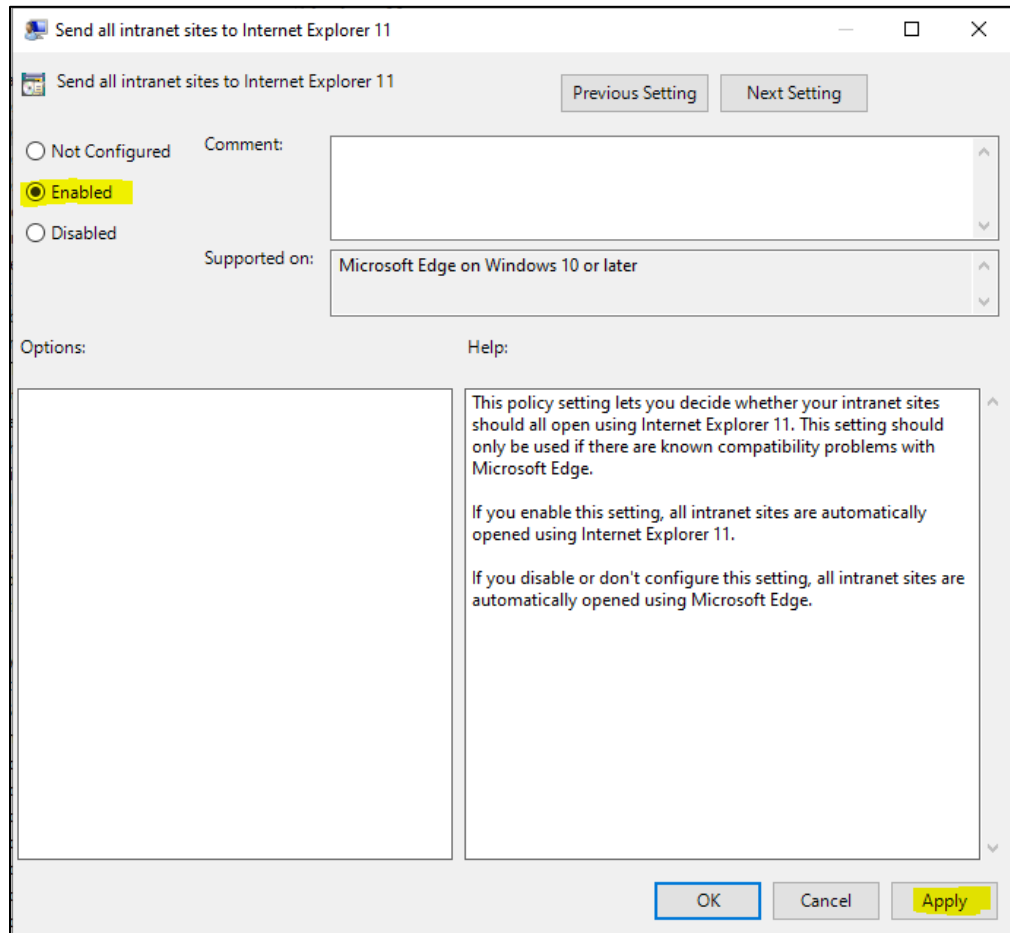 Send all intranet sites to Internet Explorer 11
Send all intranet sites to Internet Explorer 11
Previous Setting
Next Setting
Not Configured
Comment:
Enabled
Disabled
Supported on:
Microsoft Edge on Windows 10 or later
Options:
Help:
This policy setting lets you decide whether your intranet sites
should all open using Internet Explorer 11. This setting should
only be used if there are known compatibility problems with
Microsoft Edge.
If you enable this setting, all intranet sites are automatically
opened using Internet Explorer 11.
If you disable or don't configure this setting, all intranet sites are
automatically opened using Microsoft Edge.
OK
Cancel
Apply